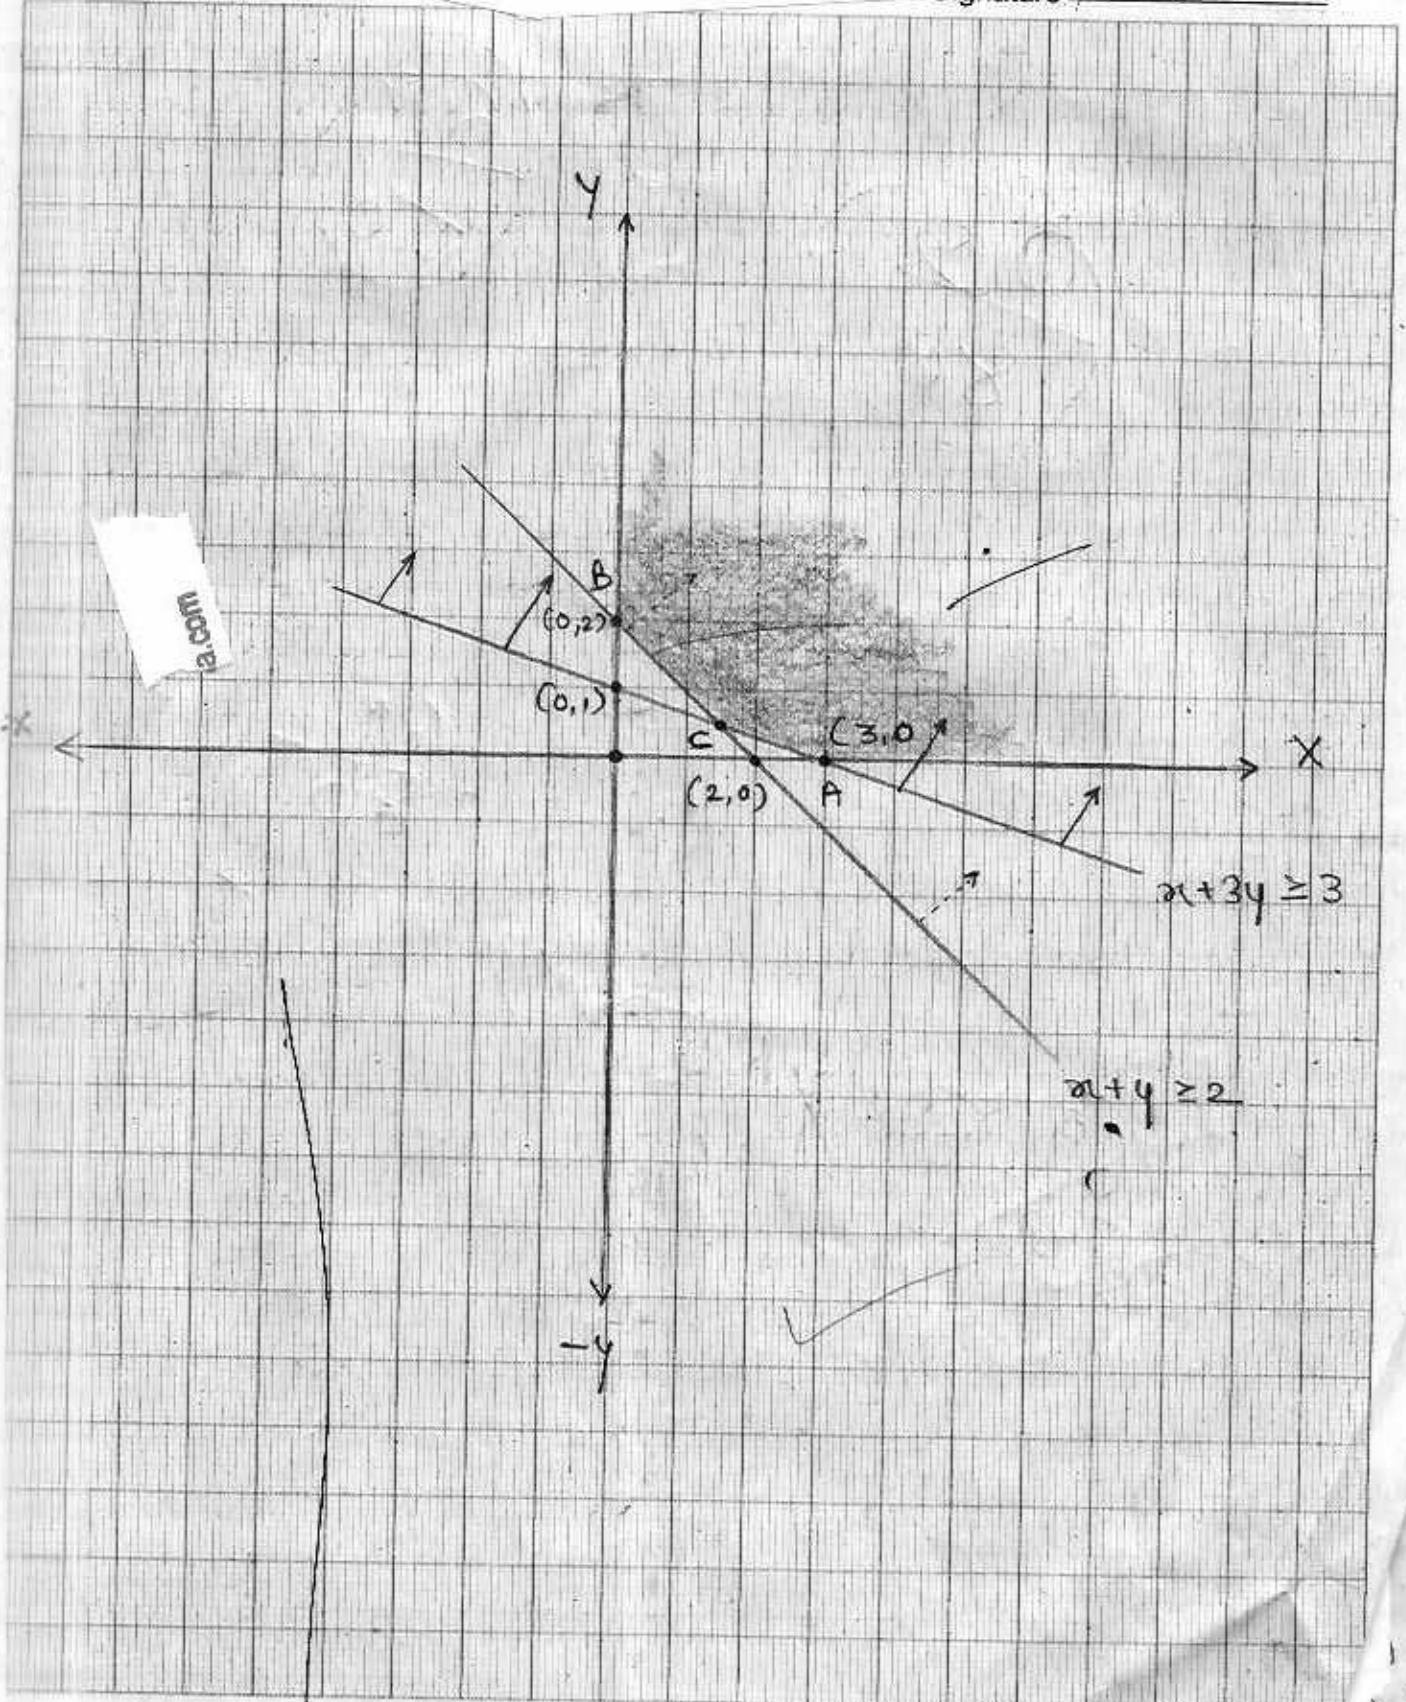 Y
a.com
B
(0,2)
(0,1)
C
(3,0
X
(2,0)
A
x+3y ≥ 3
x+y ≥ 2
-y